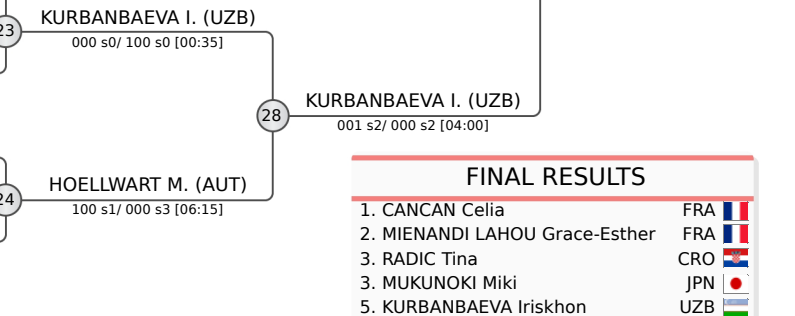 23
KURBANBAEVA I. (UZB)
000 s0/ 100 s0 [00:35]
28
KURBANBAEVA I. (UZB)
001 s2/ 000 s2 [04:00]
24
HOELLWART M. (AUT)
100 s1/ 000 s3 [06:15]
FINAL RESULTS
1. CANCAN Celia FRA
2. MIENANDI LAHOU Grace-Esther FRA
3. RADIC Tina CRO
3. MUKUNOKI Miki JPN
5. KURBANBAEVA Iriskhon UZB